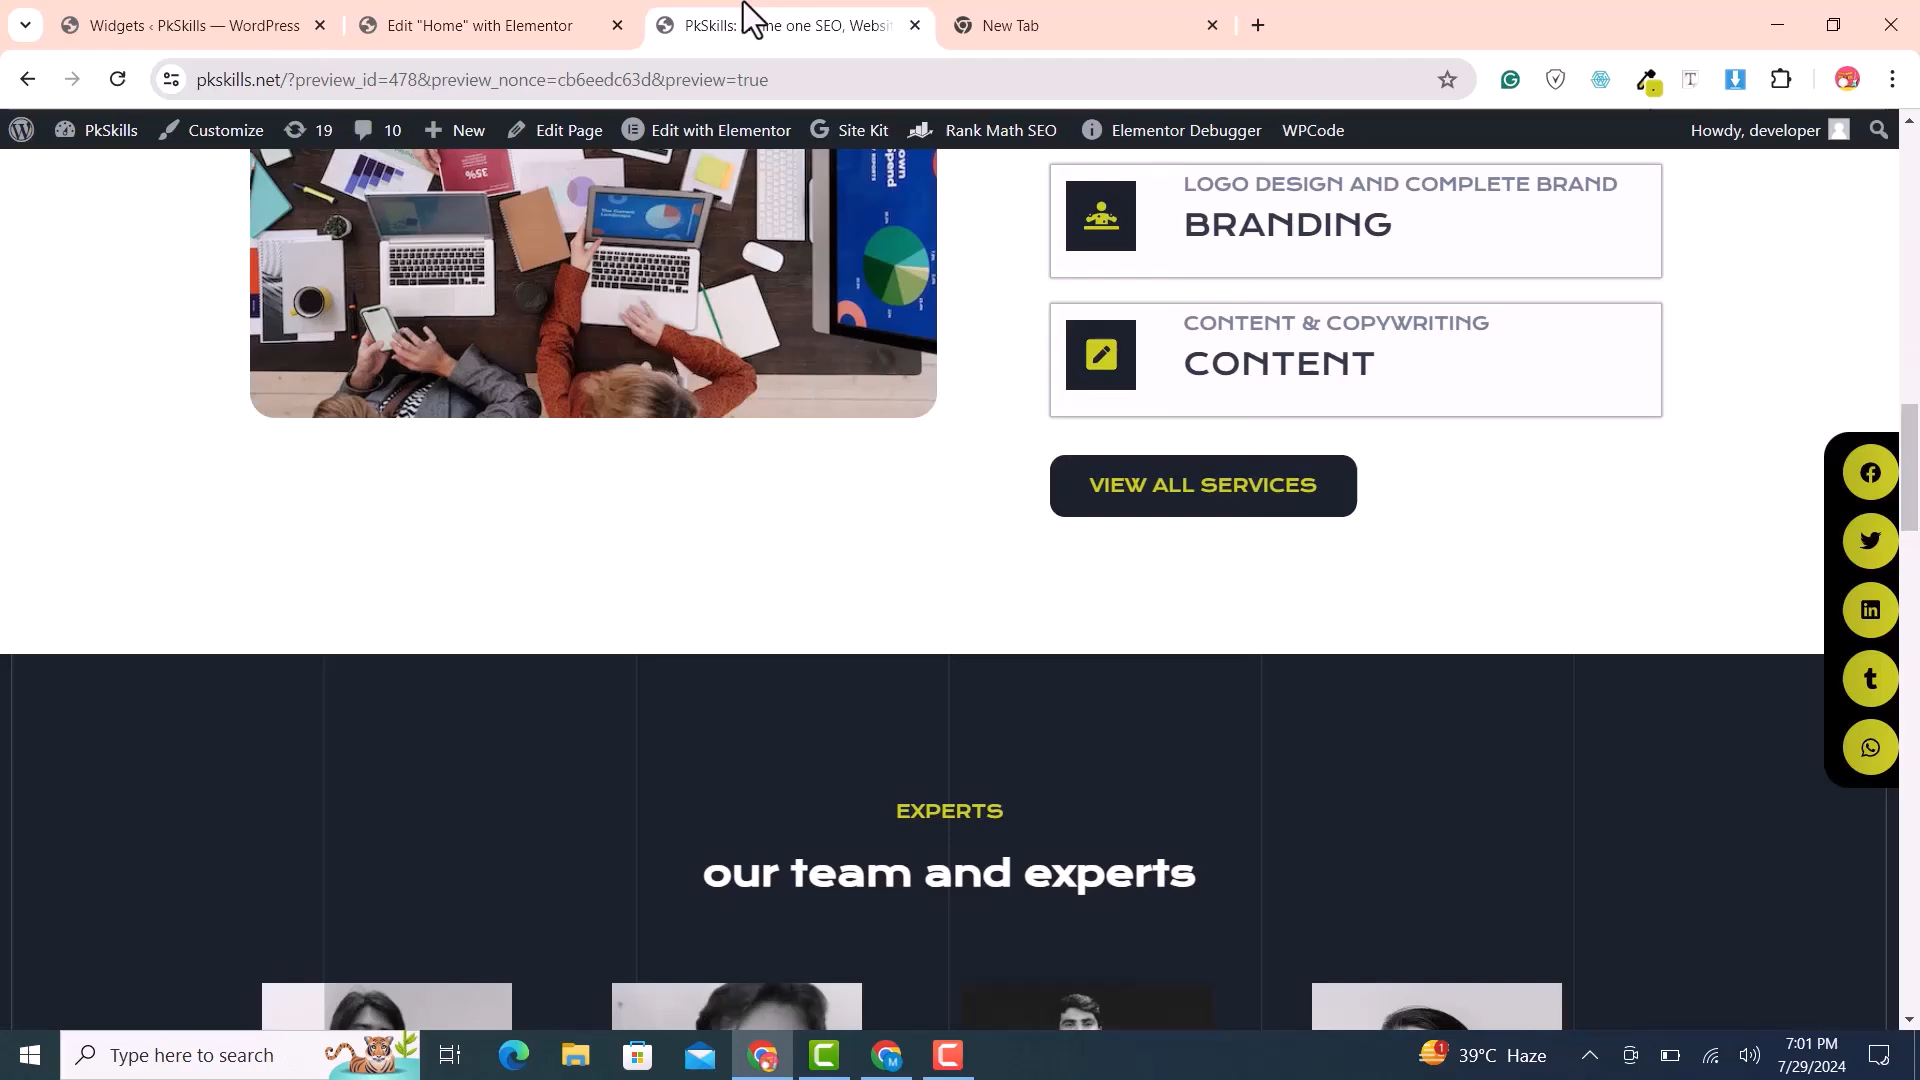 Widgets ‹ PkSkills — WordPress
Edit "Home" with Elementor
PkSkills: me one SEO, Websi
New Tab
pkskills.net/?preview_id=478&preview_nonce=cb6eedc63d&preview=true
PkSkills
Customize
19
10
New
Edit Page
Edit with Elementor
Site Kit
Rank Math SEO
Elementor Debugger
WPCode
Howdy, developer
35%
LOGO DESIGN AND COMPLETE BRAND
BRANDING
CONTENT & COPYWRITING
CONTENT
VIEW ALL SERVICES
EXPERTS
our team and experts
Type here to search
39°C Haze
7:01 PM
7/29/2024